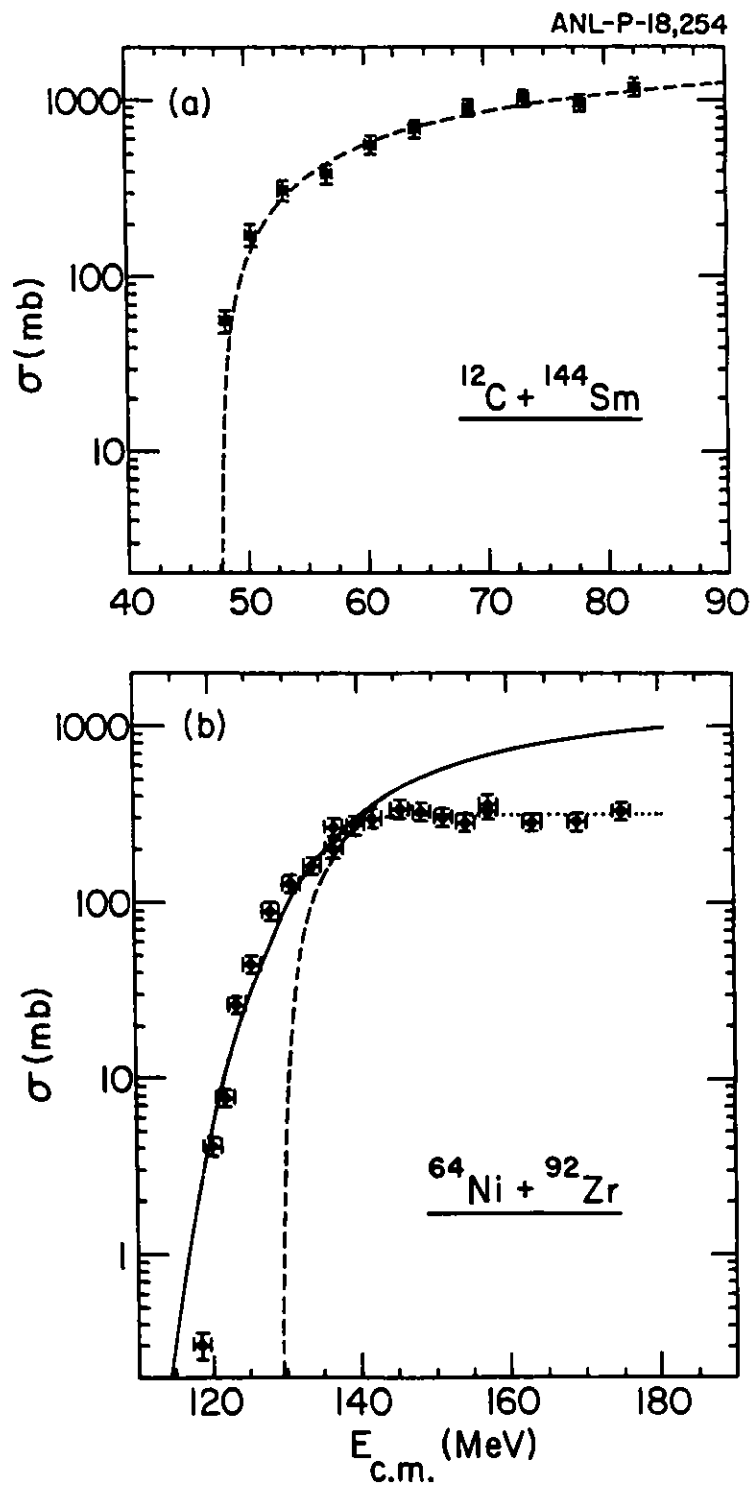 ANL-P-18,254
(a)
1000
100
10
σ(mb)
¹²C + ¹⁴⁴Sm
40 50 60 70 80 90
(b)
1000
100
10
1
σ(mb)
⁶⁴Ni + ⁹²Zr
120 140 160 180
E_c.m. (MeV)